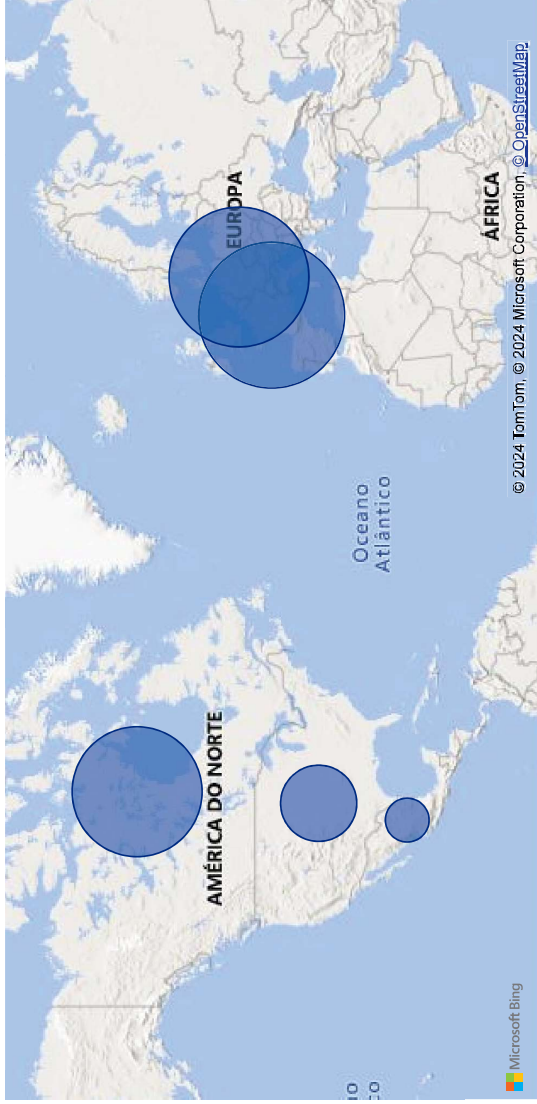 EUROPA
AMÉRICA DO NORTE
Oceano
Atlântico
ÁFRICA
Microsoft Bing
© 2024 TomTom, © 2024 Microsoft Corporation, © OpenStreetMap